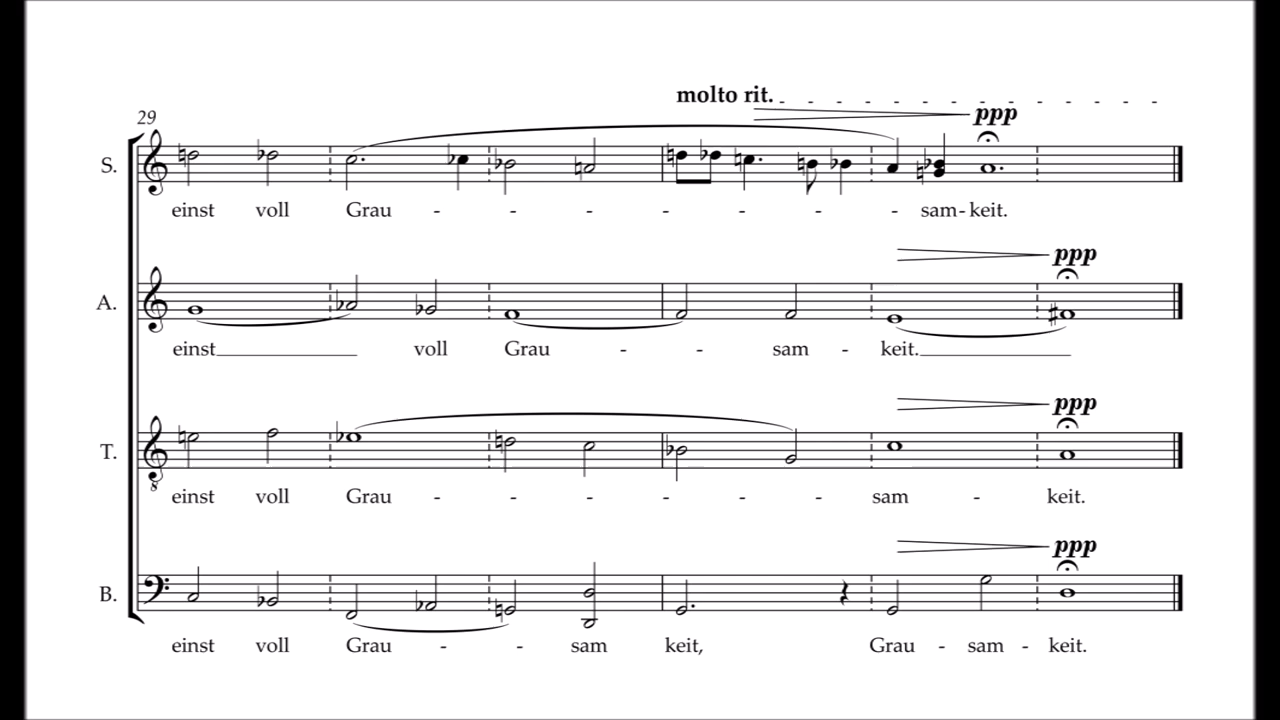 molto rit.
29
ppp
S.
einst voll Grau - - - - - - - sam - keit.
ppp
A.
einst voll Grau - - sam - keit.
ppp
T.
8
einst voll Grau - - - - - - sam - keit.
ppp
B.
einst voll Grau - - sam keit, Grau - sam - keit.